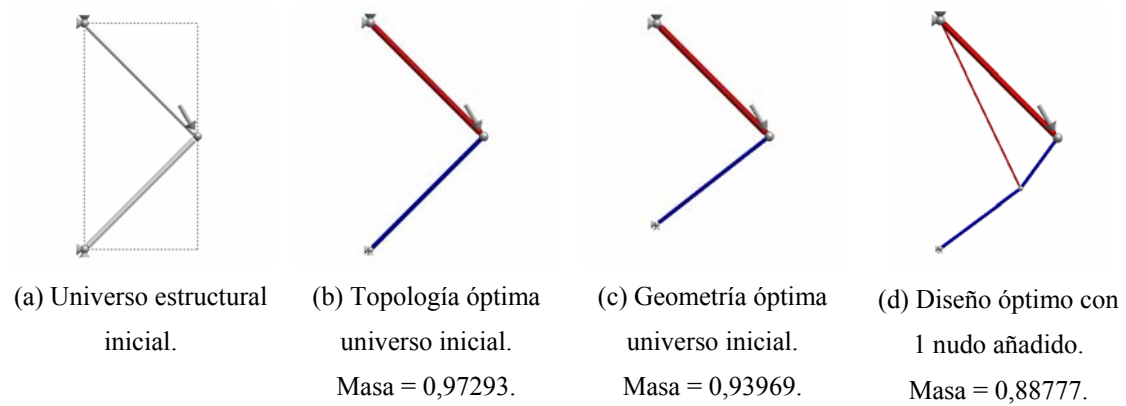 (a) Universo estructural
inicial.
(b) Topología óptima
universo inicial.
Masa = 0,97293.
(c) Geometría óptima
universo inicial.
Masa = 0,93969.
(d) Diseño óptimo con
1 nudo añadido.
Masa = 0,88777.